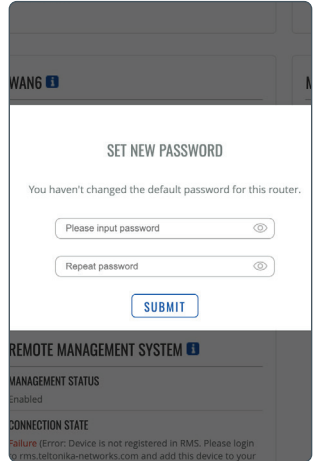 WAN6 i
M
SET NEW PASSWORD
You haven't changed the default password for this router.
Please input password
Repeat password
SUBMIT
REMOTE MANAGEMENT SYSTEM i
MANAGEMENT STATUS
Enabled
CONNECTION STATE
Failure (Error: Device is not registered in RMS. Please login
to rms.teltonika-networks.com and add this device to your